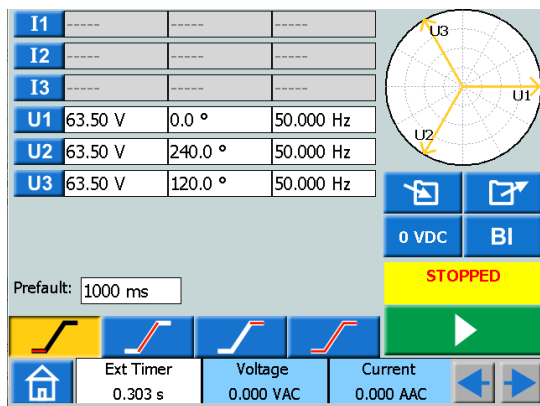 I1 ----- ----- -----
I2 ----- ----- -----
I3 ----- ----- -----
U1 63.50 V 0.0 ° 50.000 Hz
U2 63.50 V 240.0 ° 50.000 Hz
U3 63.50 V 120.0 ° 50.000 Hz
U3
U1
U2
0 VDC BI
STOPPED
Prefault: 1000 ms
Ext Timer Voltage Current
0.303 s 0.000 VAC 0.000 AAC